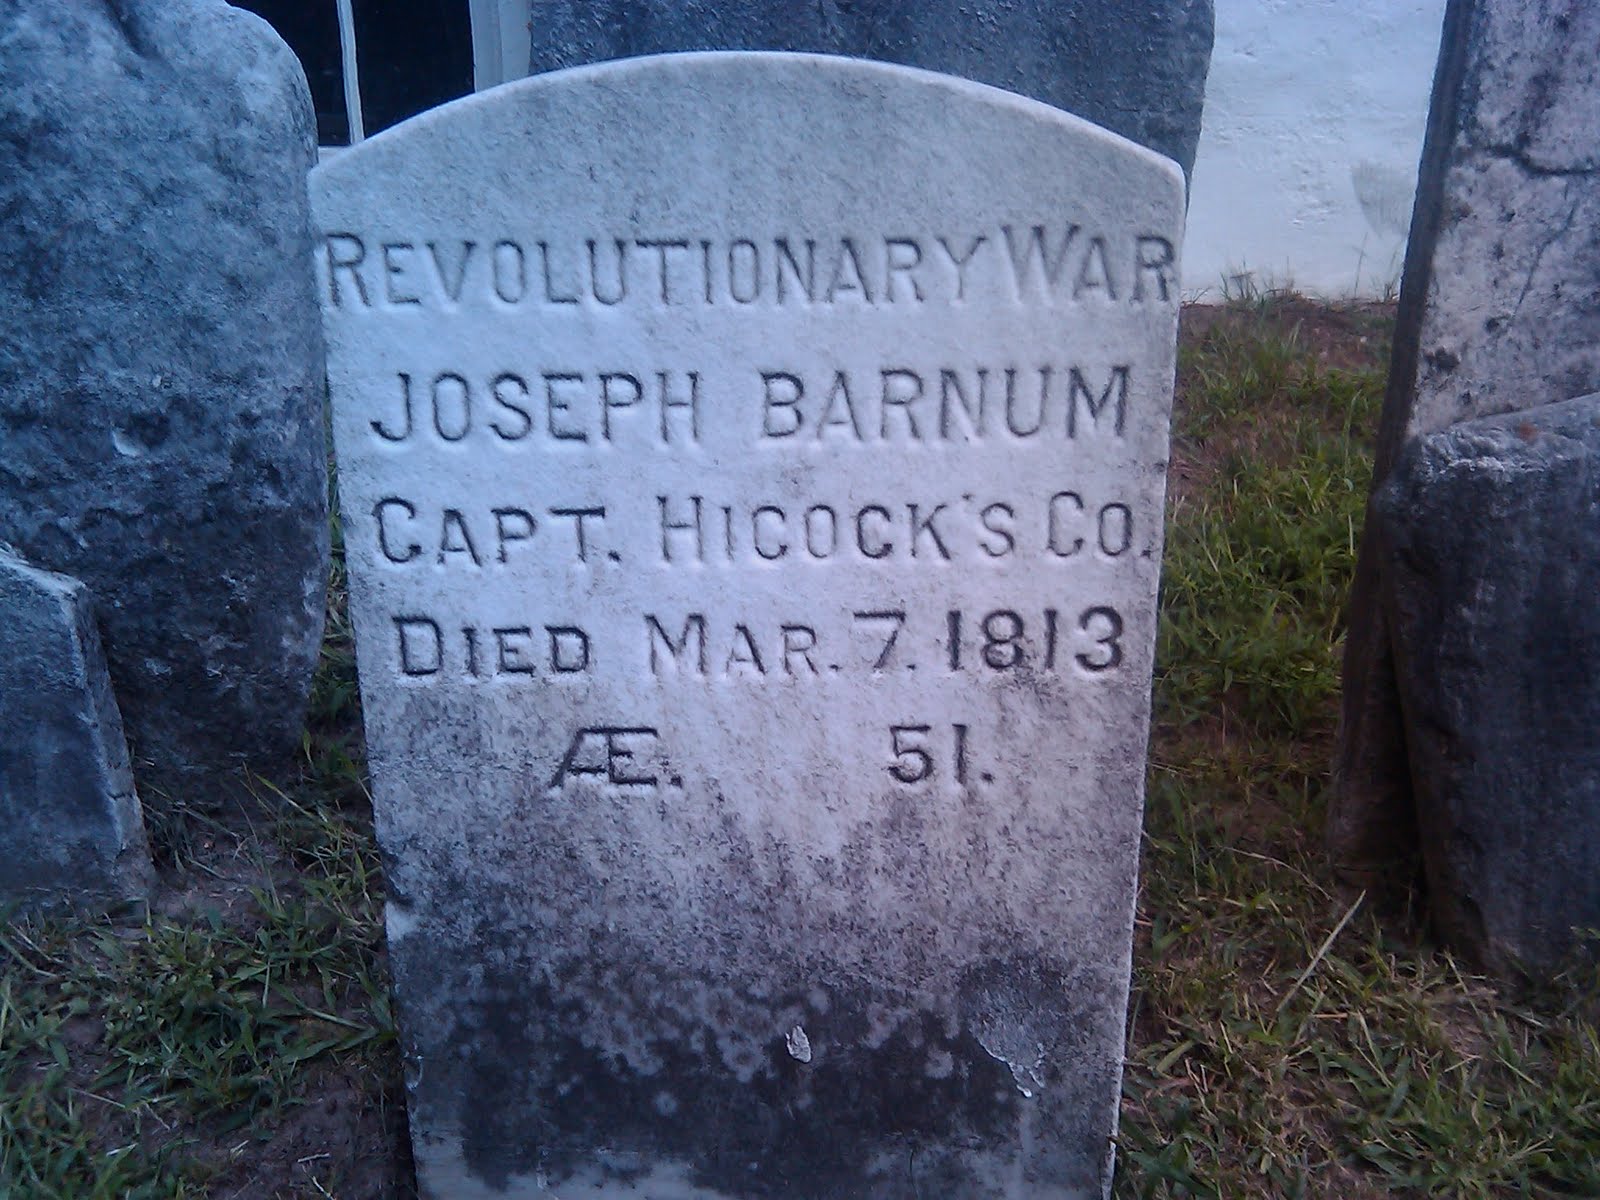 REVOLUTIONARY WAR
JOSEPH BARNUM
CAPT. HICOCK'S CO.
DIED MAR. 7. 1813
Æ. 51.